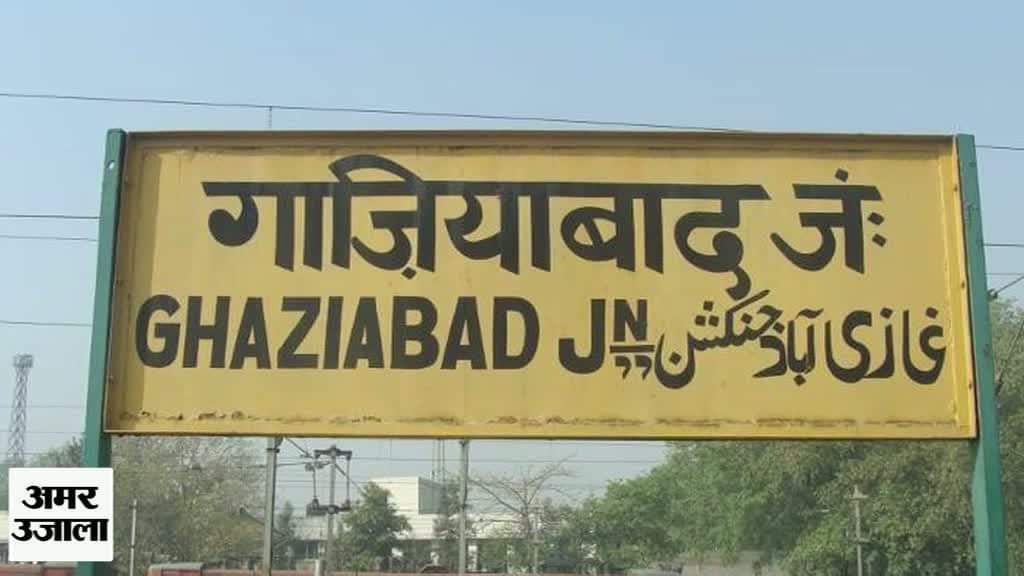 गाज़ियाबाद जं:
GHAZIABAD JN
غازی آباد جنکشن
अमर
उजाला